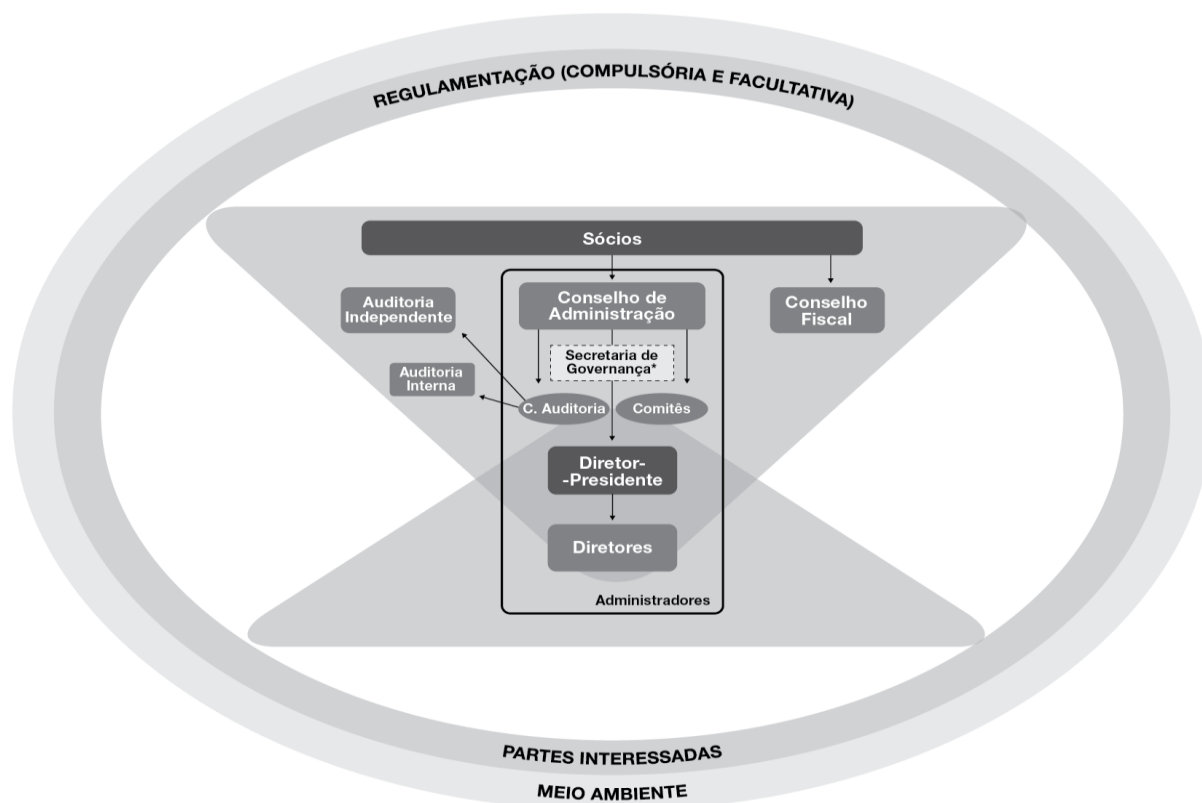 REGULAMENTAÇÃO (COMPULSÓRIA E FACULTATIVA)
Sócios
Auditoria
Independente
Conselho de
Administração
Conselho
Fiscal
Secretaria de
Governança*
Auditoria
Interna
C. Auditoria
Comitês
Diretor-
-Presidente
Diretores
Administradores
PARTES INTERESSADAS
MEIO AMBIENTE